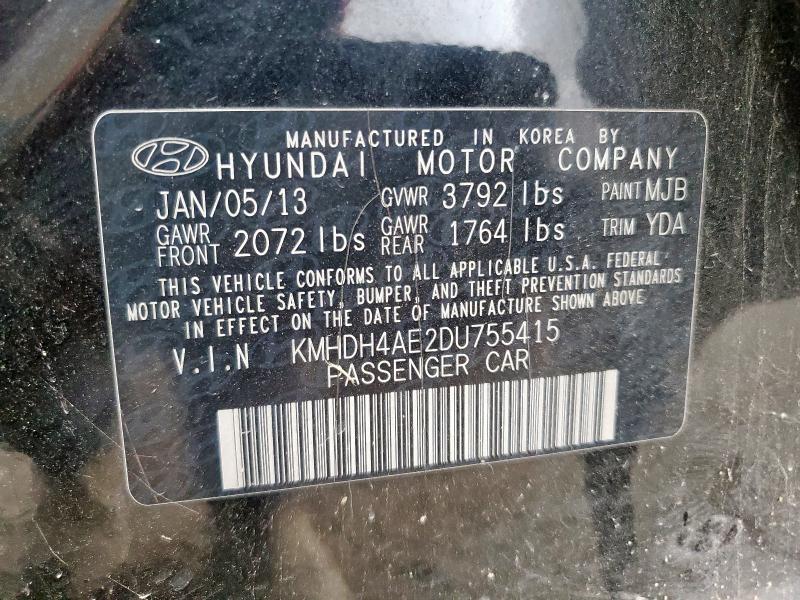 MANUFACTURED IN KOREA BY
HYUNDAI MOTOR COMPANY
JAN/05/13 GVWR 3792 lbs PAINT MJB
GAWR FRONT 2072 lbs GAWR REAR 1764 lbs TRIM YDA
THIS VEHICLE CONFORMS TO ALL APPLICABLE U.S.A. FEDERAL
MOTOR VEHICLE SAFETY, BUMPER, AND THEFT PREVENTION STANDARDS
IN EFFECT ON THE DATE OF MANUFACTURE SHOWN ABOVE
V.I.N KMHDH4AE2DU755415
PASSENGER CAR